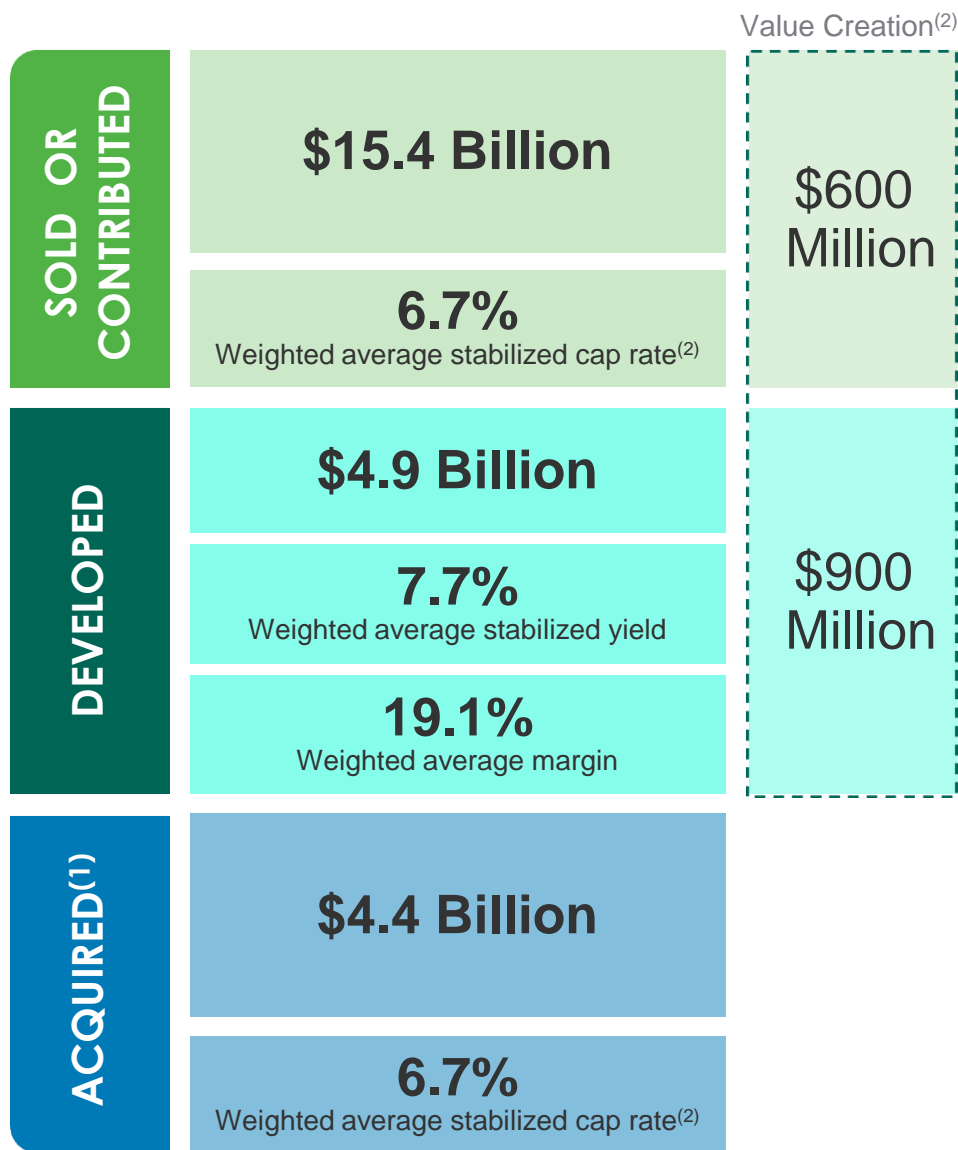 Value Creation(2)
SOLD OR
CONTRIBUTED
$15.4 Billion
6.7%
Weighted average stabilized cap rate(2)
$600
Million
DEVELOPED
$4.9 Billion
7.7%
Weighted average stabilized yield
19.1%
Weighted average margin
$900
Million
ACQUIRED(1)
$4.4 Billion
6.7%
Weighted average stabilized cap rate(2)